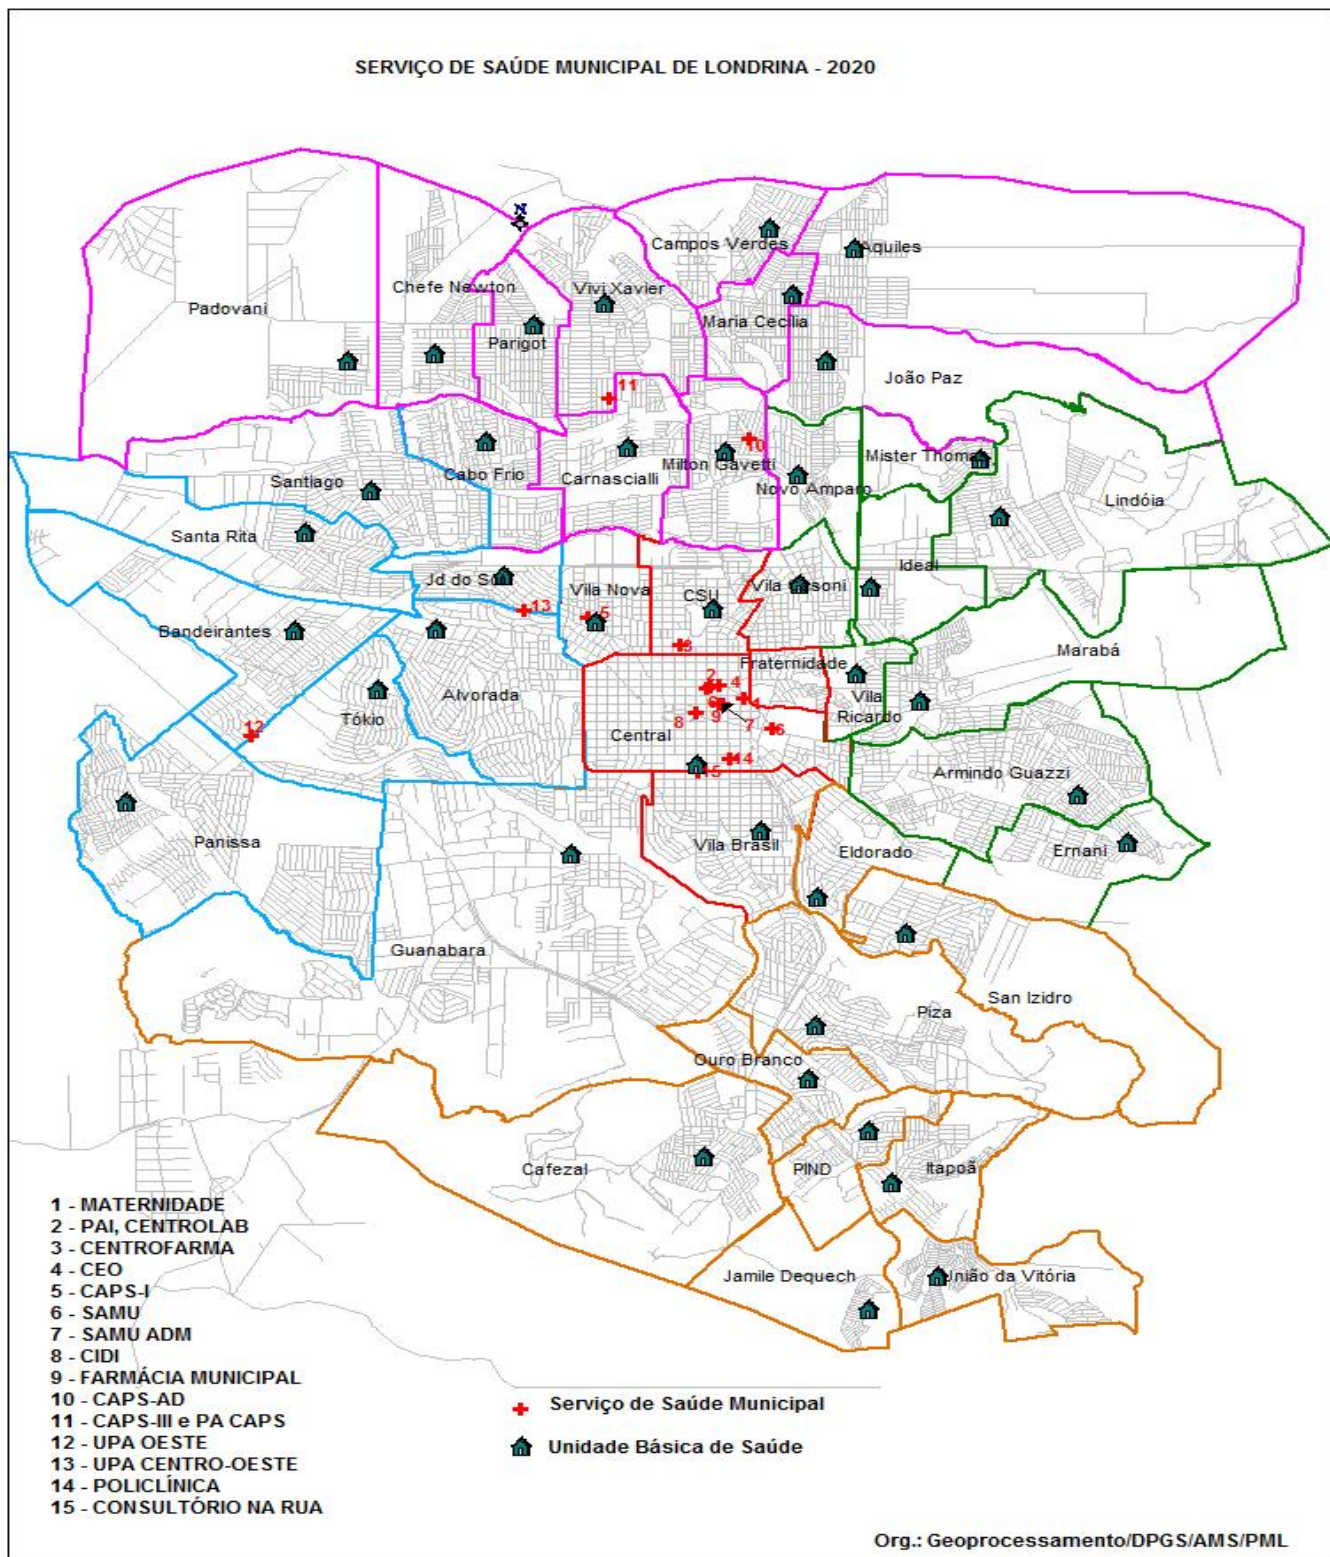 SERVIÇO DE SAÚDE MUNICIPAL DE LONDRINA - 2020
N
Campos Verdes
Aquiles
Chefe Newton
Vivi Xavier
Padovani
Maria Cecília
Parigot
João Paz
11
10
Mister Thoma
Cabo Frio
Carnascialli
Milton Gavetti
Santiago
Novo Amparo
Lindóia
Santa Rita
Ideal
Jd do Sol
Vila Nova
CSU
Vila Casoni
13
5
Bandeirantes
3
Marabá
Fraternidade
2
4
Alvorada
Vila
Ricardo
Tókio
8
9
1
7
6
12
Central
14
15
Armindo Guazzi
Panissa
Vila Brasil
Eldorado
Ernani
Guanabara
San Izidro
Piza
Ouro Branco
Cafezal
PIND
Itapoã
Jamile Dequech
União da Vitória
1 - MATERNIDADE
2 - PAI, CENTROLAB
3 - CENTROFARMA
4 - CEO
5 - CAPS-I
6 - SAMU
7 - SAMU ADM
8 - CIDI
9 - FARMÁCIA MUNICIPAL
10 - CAPS-AD
11 - CAPS-III e PA CAPS
12 - UPA OESTE
13 - UPA CENTRO-OESTE
14 - POLICLÍNICA
15 - CONSULTÓRIO NA RUA
Serviço de Saúde Municipal
Unidade Básica de Saúde
Org.: Geoprocessamento/DPGS/AMS/PML